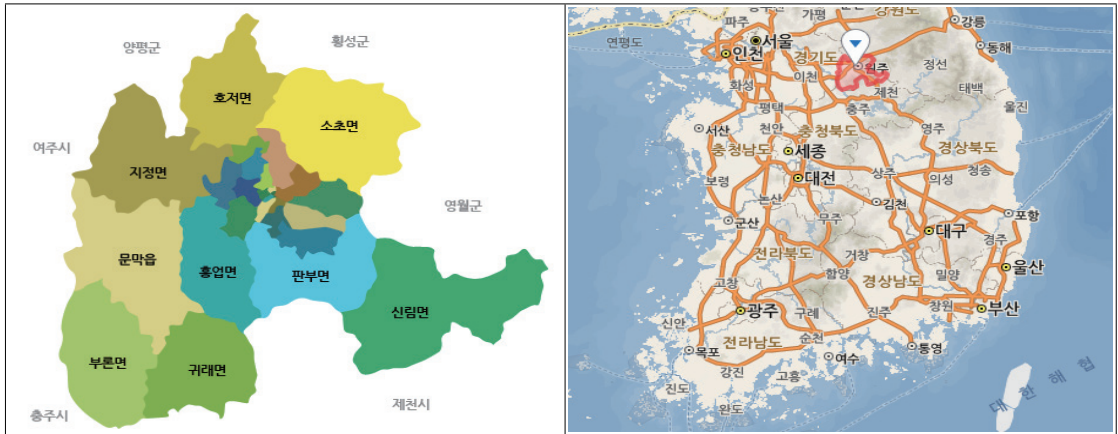 양평군
횡성군
호저면
소초면
여주시
지정면
영월군
문막읍
흥업면
판부면
신림면
부론면
귀래면
충주시
제천시
파주
가평
강원도
강릉
연평도
서울
인천
경기도
동해
원주
정선
화성
이천
제천
태백
울진
평택
충주
서산
천안
충청북도
영주
충청남도
세종
경상북도
보령
대전
상주
의성
청송
논산
김천
군산
무주
포항
대구
경주
전라북도
거창
고창
함양
경상남도
밀양
울산
광주
구례
진주
창원
부산
신안
순천
목포
전라남도
여수
통영
강진
고흥
진도
완도
대한해협